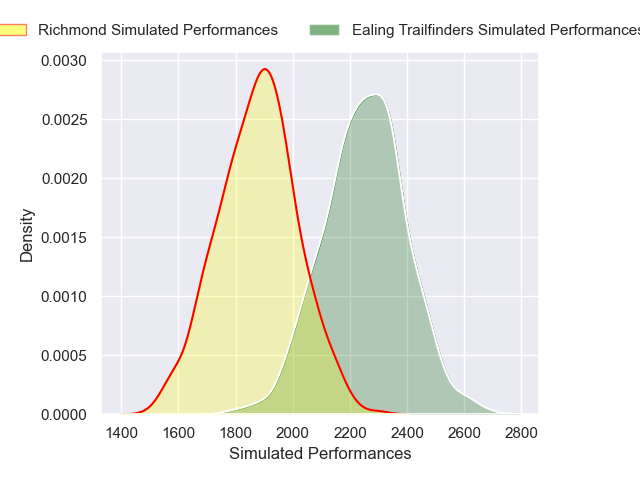 Richmond Simulated Performances Ealing Trailfinders Simulated Performances
0.0030
0.0025
0.0020
0.0015
0.0010
0.0005
0.0000
Density
1400 1600 1800 2000 2200 2400 2600 2800
Simulated Performances